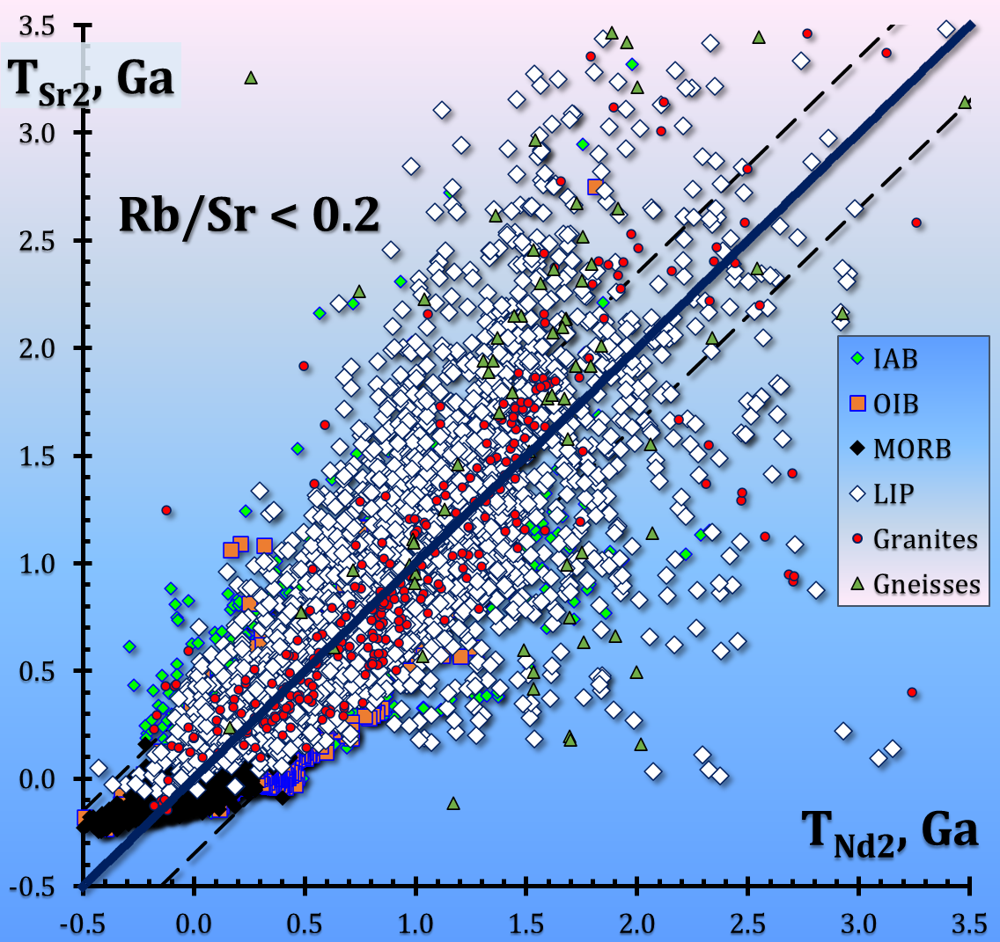 3.5
T_Sr2, Ga
3.0
Rb/Sr < 0.2
2.5
2.0
IAB
OIB
MORB
LIP
Granites
Gneisses
1.5
1.0
0.5
0.0
T_Nd2, Ga
-0.5
-0.5 0.0 0.5 1.0 1.5 2.0 2.5 3.0 3.5